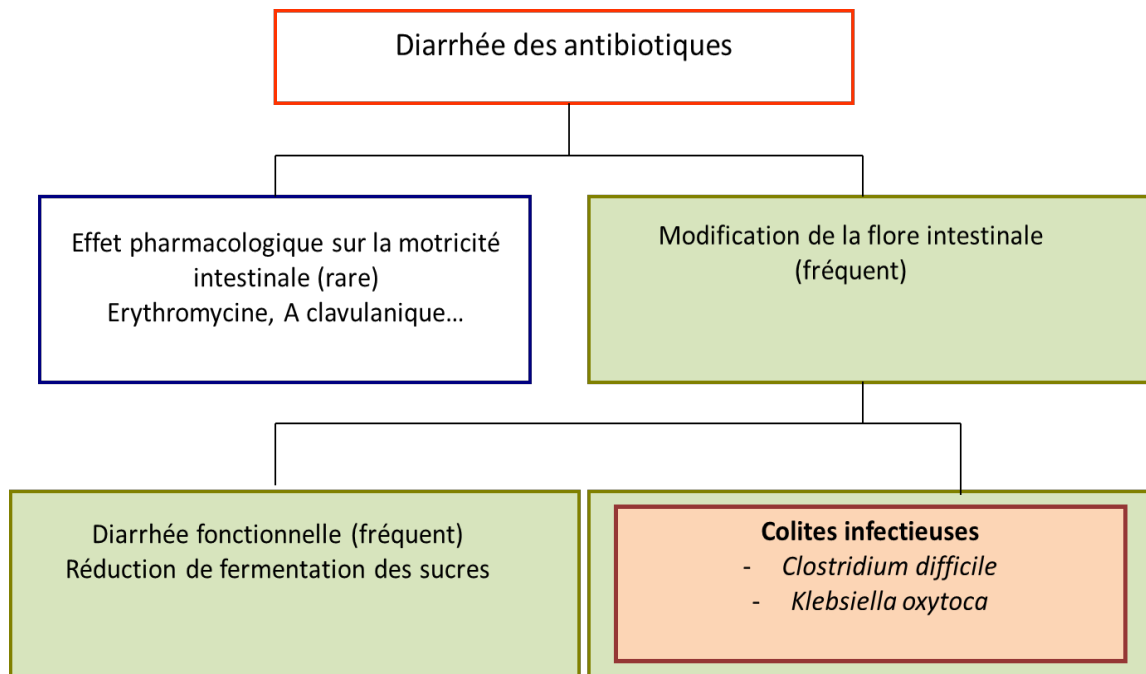 Diarrhée des antibiotiques
Effet pharmacologique sur la motricité
intestinale (rare)
Erythromycine, A clavulanique…
Modification de la flore intestinale
(fréquent)
Diarrhée fonctionnelle (fréquent)
Réduction de fermentation des sucres
Colites infectieuses
- Clostridium difficile
- Klebsiella oxytoca